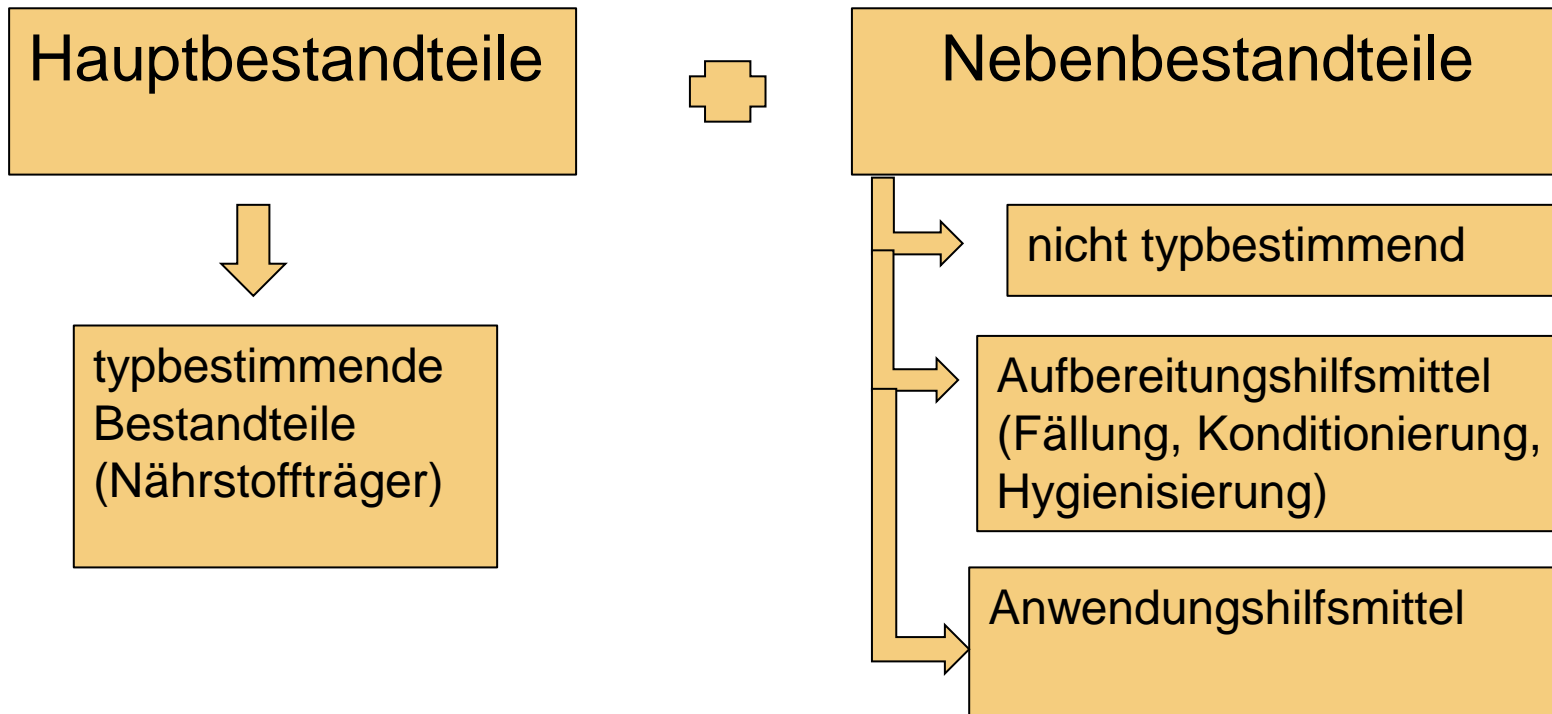 Hauptbestandteile
typbestimmende
Bestandteile
(Nährstoffträger)
Nebenbestandteile
nicht typbestimmend
Aufbereitungshilfsmittel
(Fällung, Konditionierung,
Hygienisierung)
Anwendungshilfsmittel